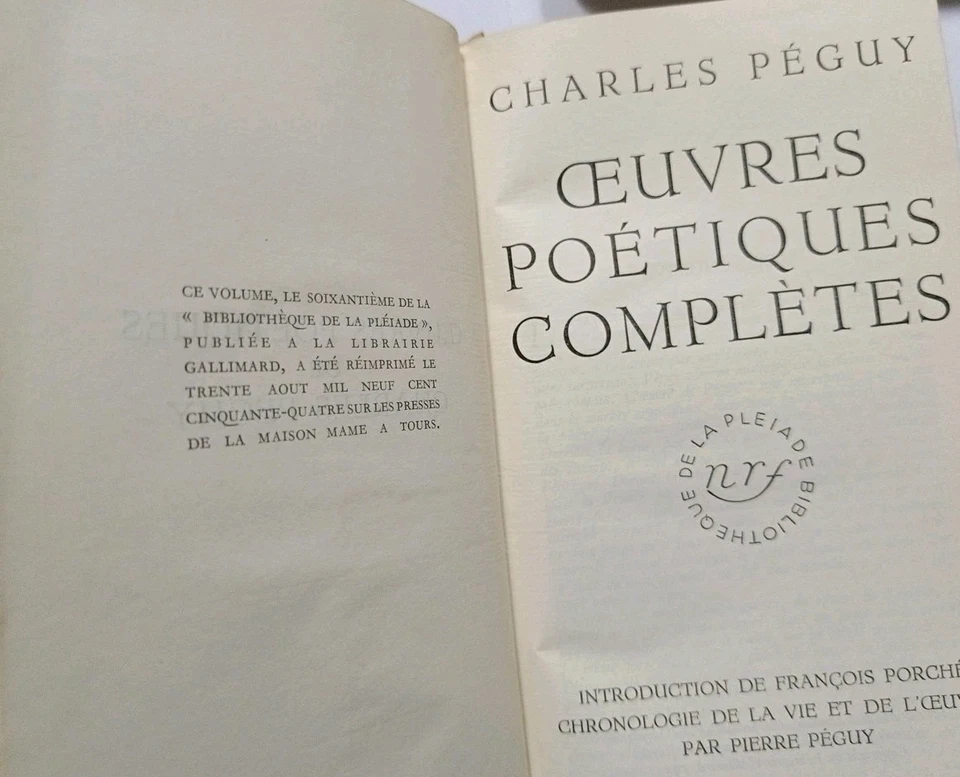 CE VOLUME, LE SOIXANTIÈME DE LA
« BIBLIOTHÈQUE DE LA PLÉIADE »,
PUBLIÉE A LA LIBRAIRIE
GALLIMARD, A ÉTÉ RÉIMPRIMÉ LE
TRENTE AOUT MIL NEUF CENT
CINQUANTE-QUATRE SUR LES PRESSES
DE LA MAISON MAME A TOURS.
CHARLES PÉGUY
ŒUVRES
POÉTIQUES
COMPLÈTES
BIBLIOTHÈQUE DE LA PLEIADE
nrf
INTRODUCTION DE FRANÇOIS PORCHÉ
CHRONOLOGIE DE LA VIE ET DE L'ŒUV
PAR PIERRE PÉGUY